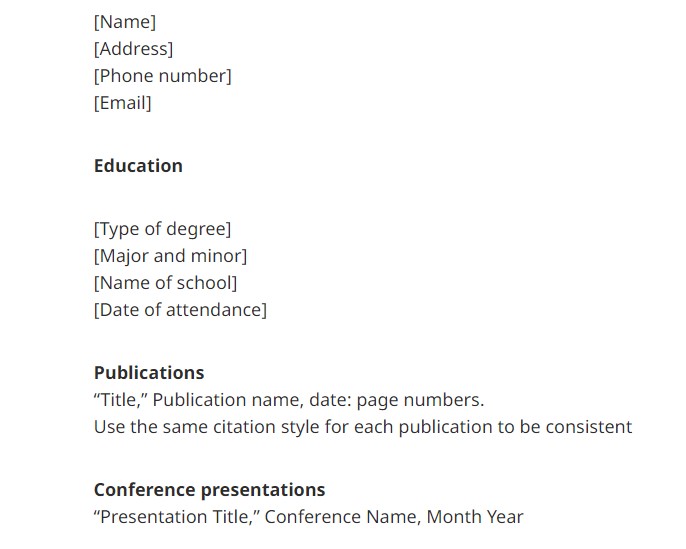 [Name]
[Address]
[Phone number]
[Email]
Education
[Type of degree]
[Major and minor]
[Name of school]
[Date of attendance]
Publications
“Title,” Publication name, date: page numbers.
Use the same citation style for each publication to be consistent
Conference presentations
“Presentation Title,” Conference Name, Month Year